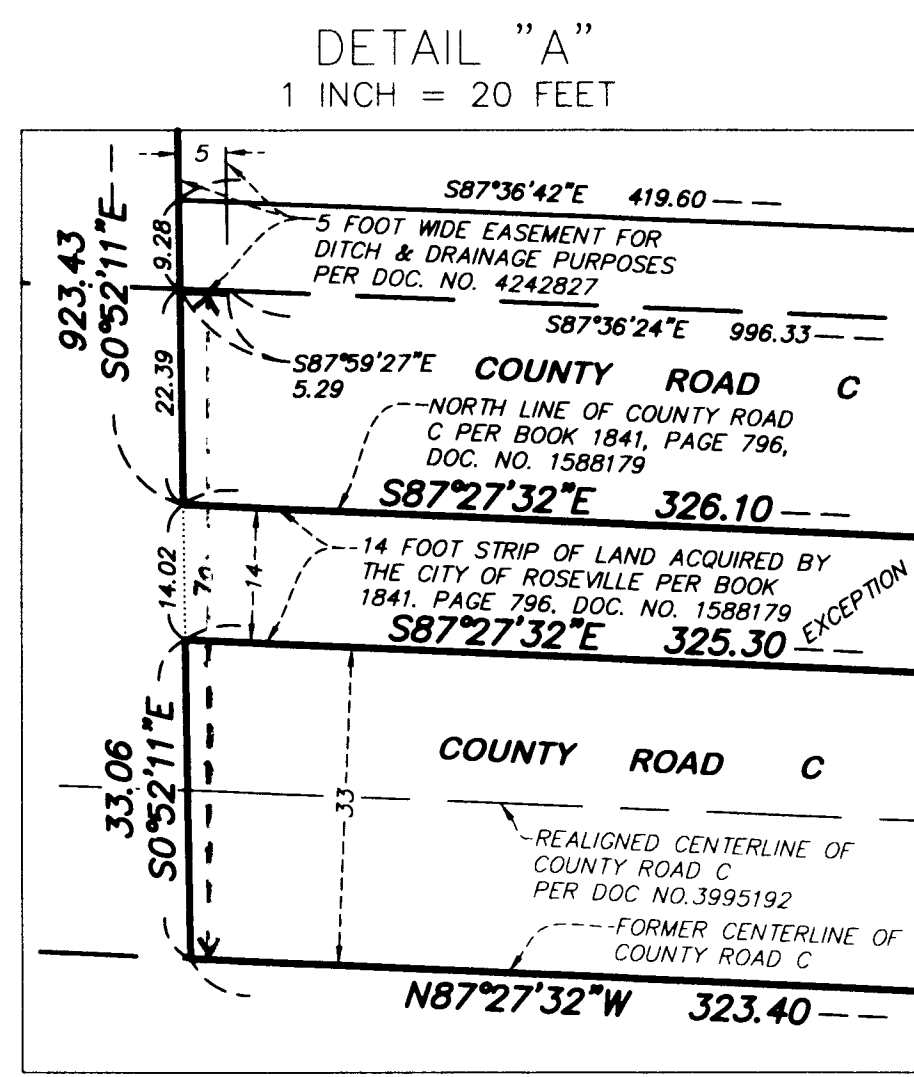 DETAIL "A"
1 INCH = 20 FEET
5
S87°36'42"E 419.60
5 FOOT WIDE EASEMENT FOR
DITCH & DRAINAGE PURPOSES
PER DOC. NO. 4242827
923.43
S0°52'11"E
9.28
S87°36'24"E 996.33
S87°59'27"E
5.29
COUNTY ROAD C
22.39
NORTH LINE OF COUNTY ROAD
C PER BOOK 1841, PAGE 796,
DOC. NO. 1588179
S87°27'32"E 326.10
14.02
14
14 FOOT STRIP OF LAND ACQUIRED BY
THE CITY OF ROSEVILLE PER BOOK
1841. PAGE 796. DOC. NO. 1588179
EXCEPTION
S87°27'32"E 325.30
33.06
S0°52'11"E
COUNTY ROAD C
33
REALIGNED CENTERLINE OF
COUNTY ROAD C
PER DOC NO.3995192
FORMER CENTERLINE OF
COUNTY ROAD C
N87°27'32"W 323.40